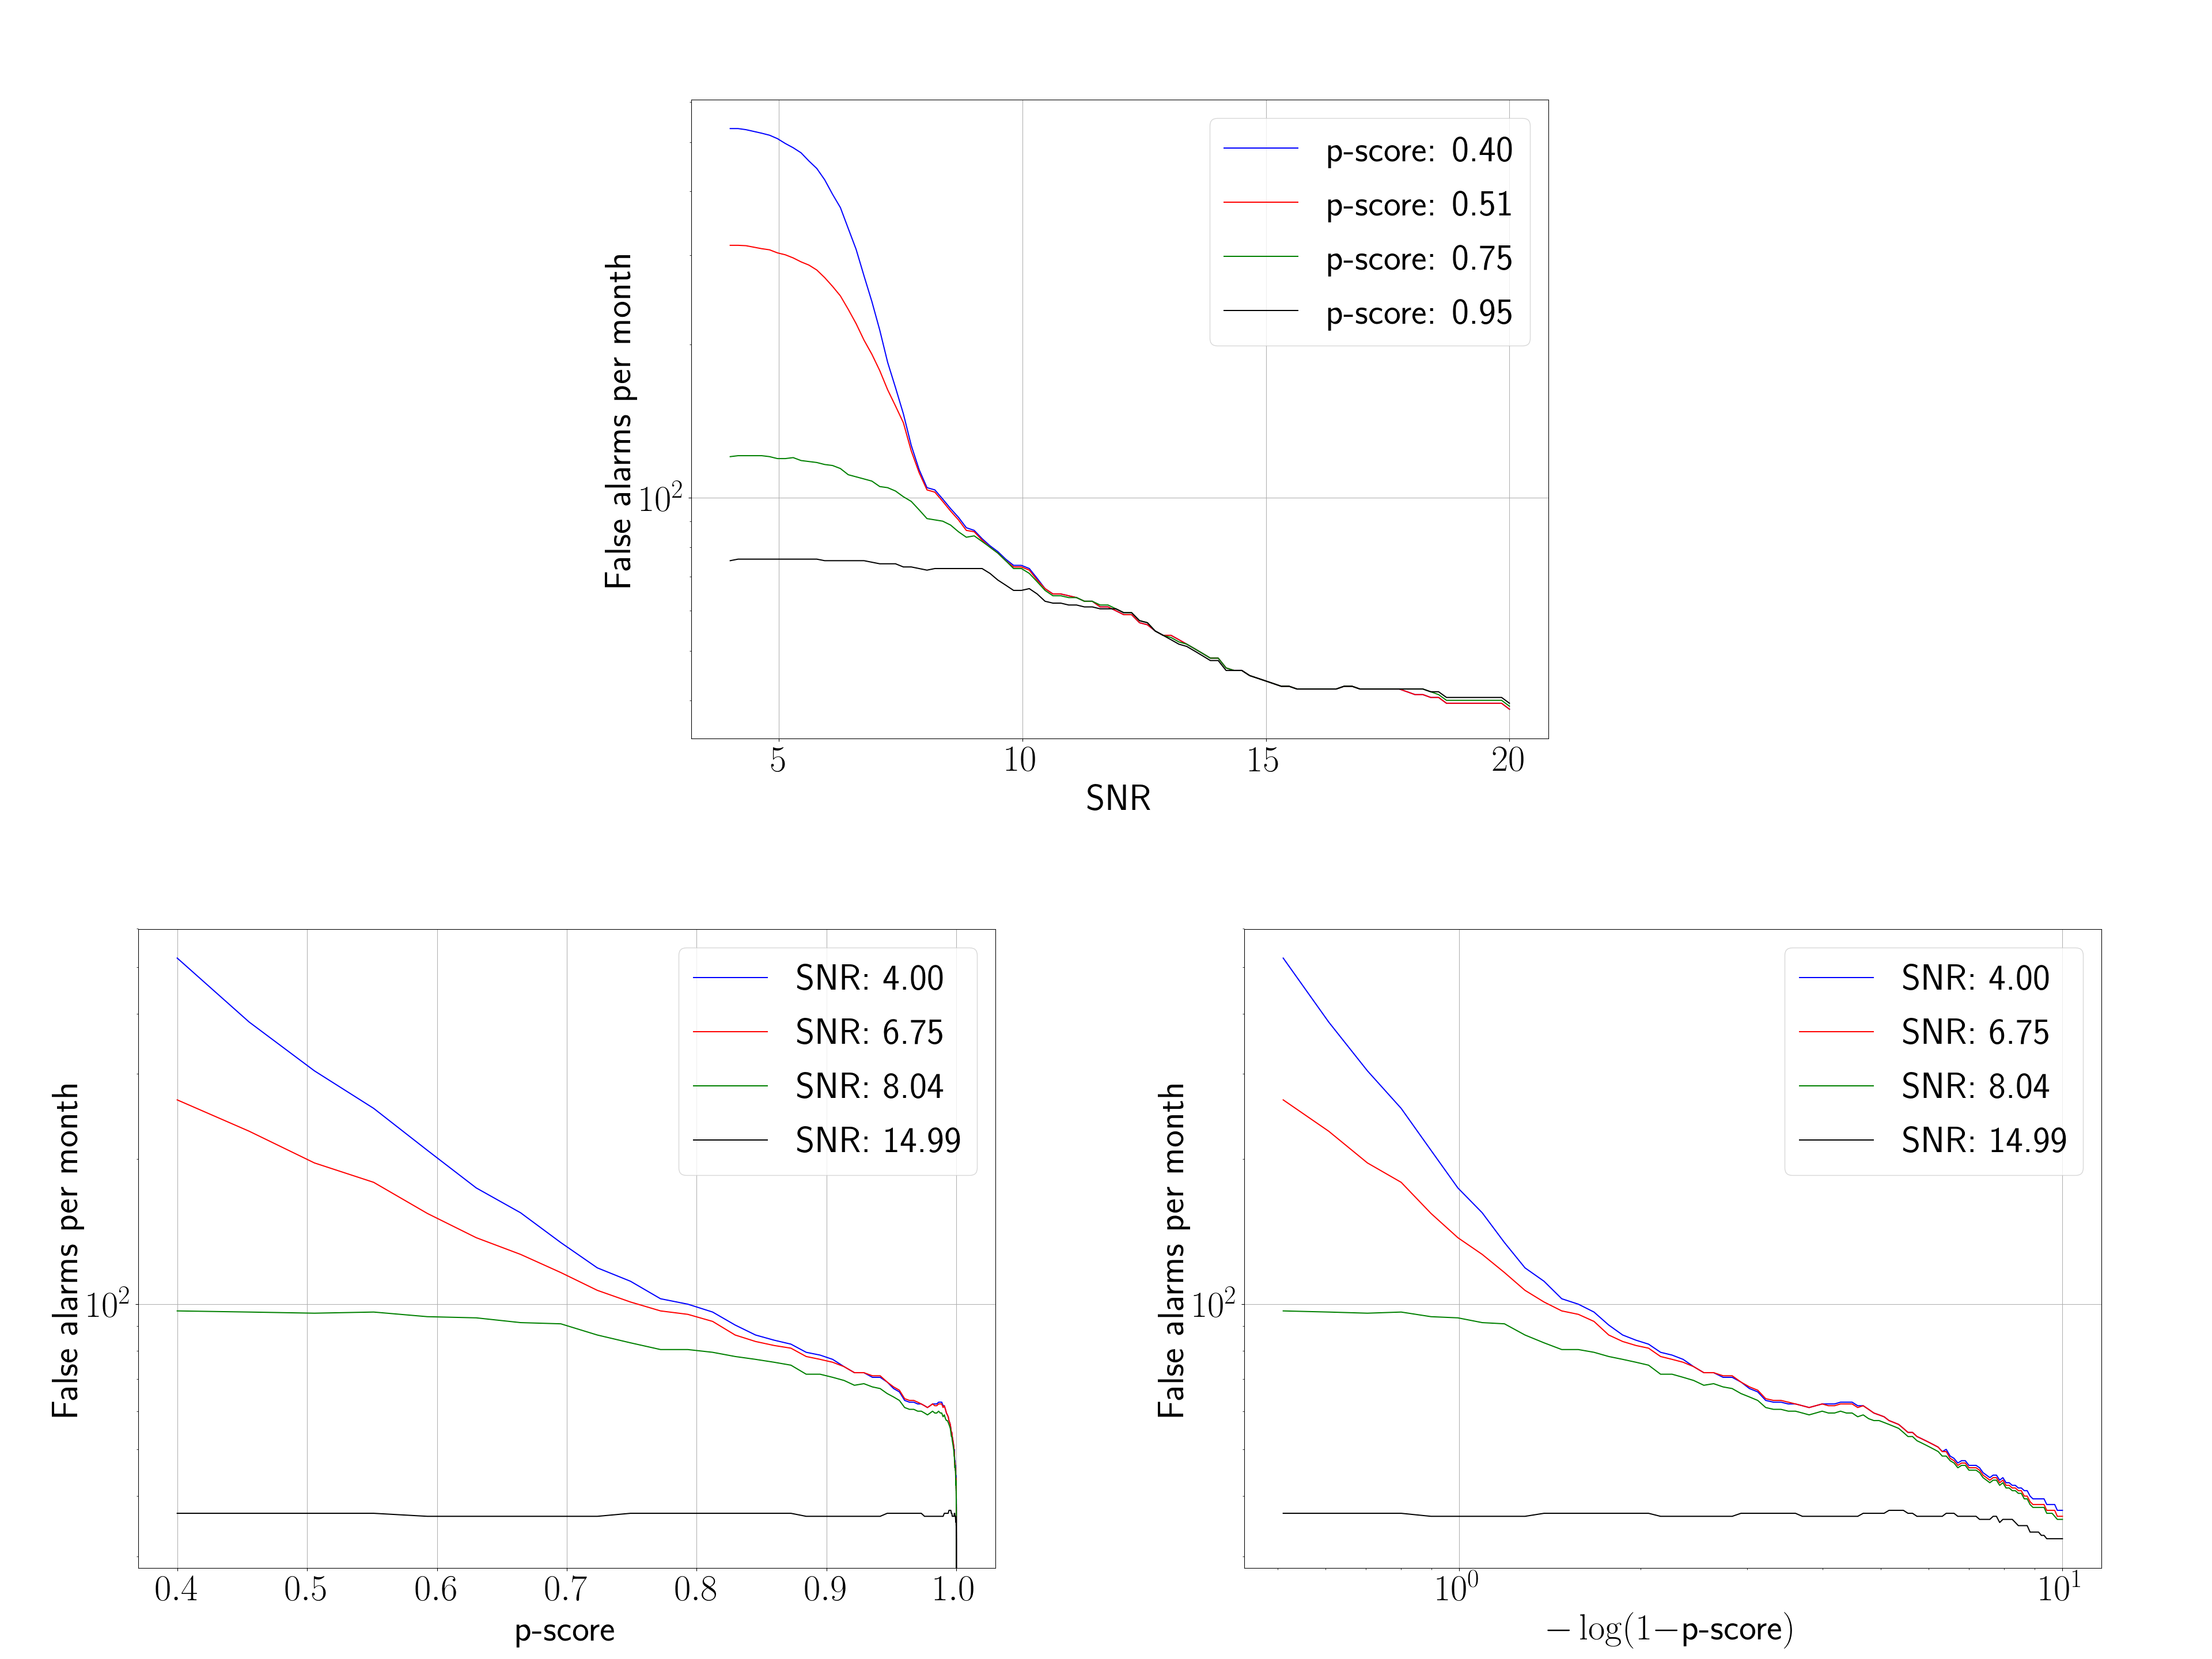 False alarms per month
10²
p-score: 0.40
p-score: 0.51
p-score: 0.75
p-score: 0.95
5 10 15 20
SNR
False alarms per month
10²
SNR: 4.00
SNR: 6.75
SNR: 8.04
SNR: 14.99
0.4 0.5 0.6 0.7 0.8 0.9 1.0
p-score
False alarms per month
10²
SNR: 4.00
SNR: 6.75
SNR: 8.04
SNR: 14.99
10⁰ 10¹
− log(1−p-score)